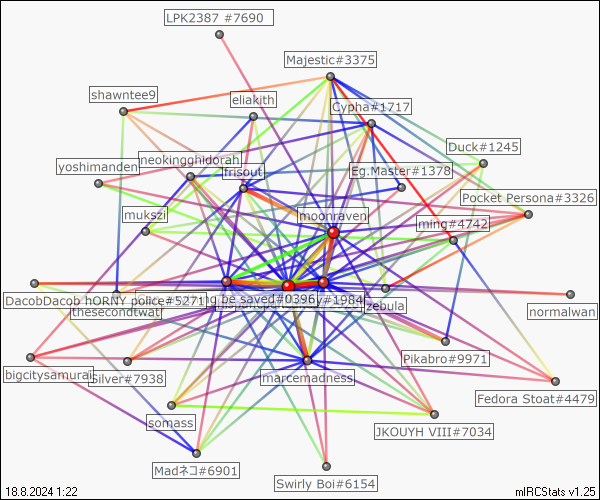 LPK2387 #7690
Majestic#3375
shawntee9
eliakith
Cypha#1717
Duck#1245
neokingghidorah
yoshimanden
frisout
Eg.Master#1378
Pocket Persona#3326
mukszi
moonraven
ming#4742
DacobDacob
hORNY police#5271
ng be saved#0396
y#1984
zebula
thesecondtwat
normalwan
Pikabro#9971
bigcitysamurai
Silver#7938
marcemadness
Fedora Stoat#4479
somass
JKOUYH VIII#7034
Madネコ#6901
Swirly Boi#6154
18.8.2024 1:22
mIRCStats v1.25